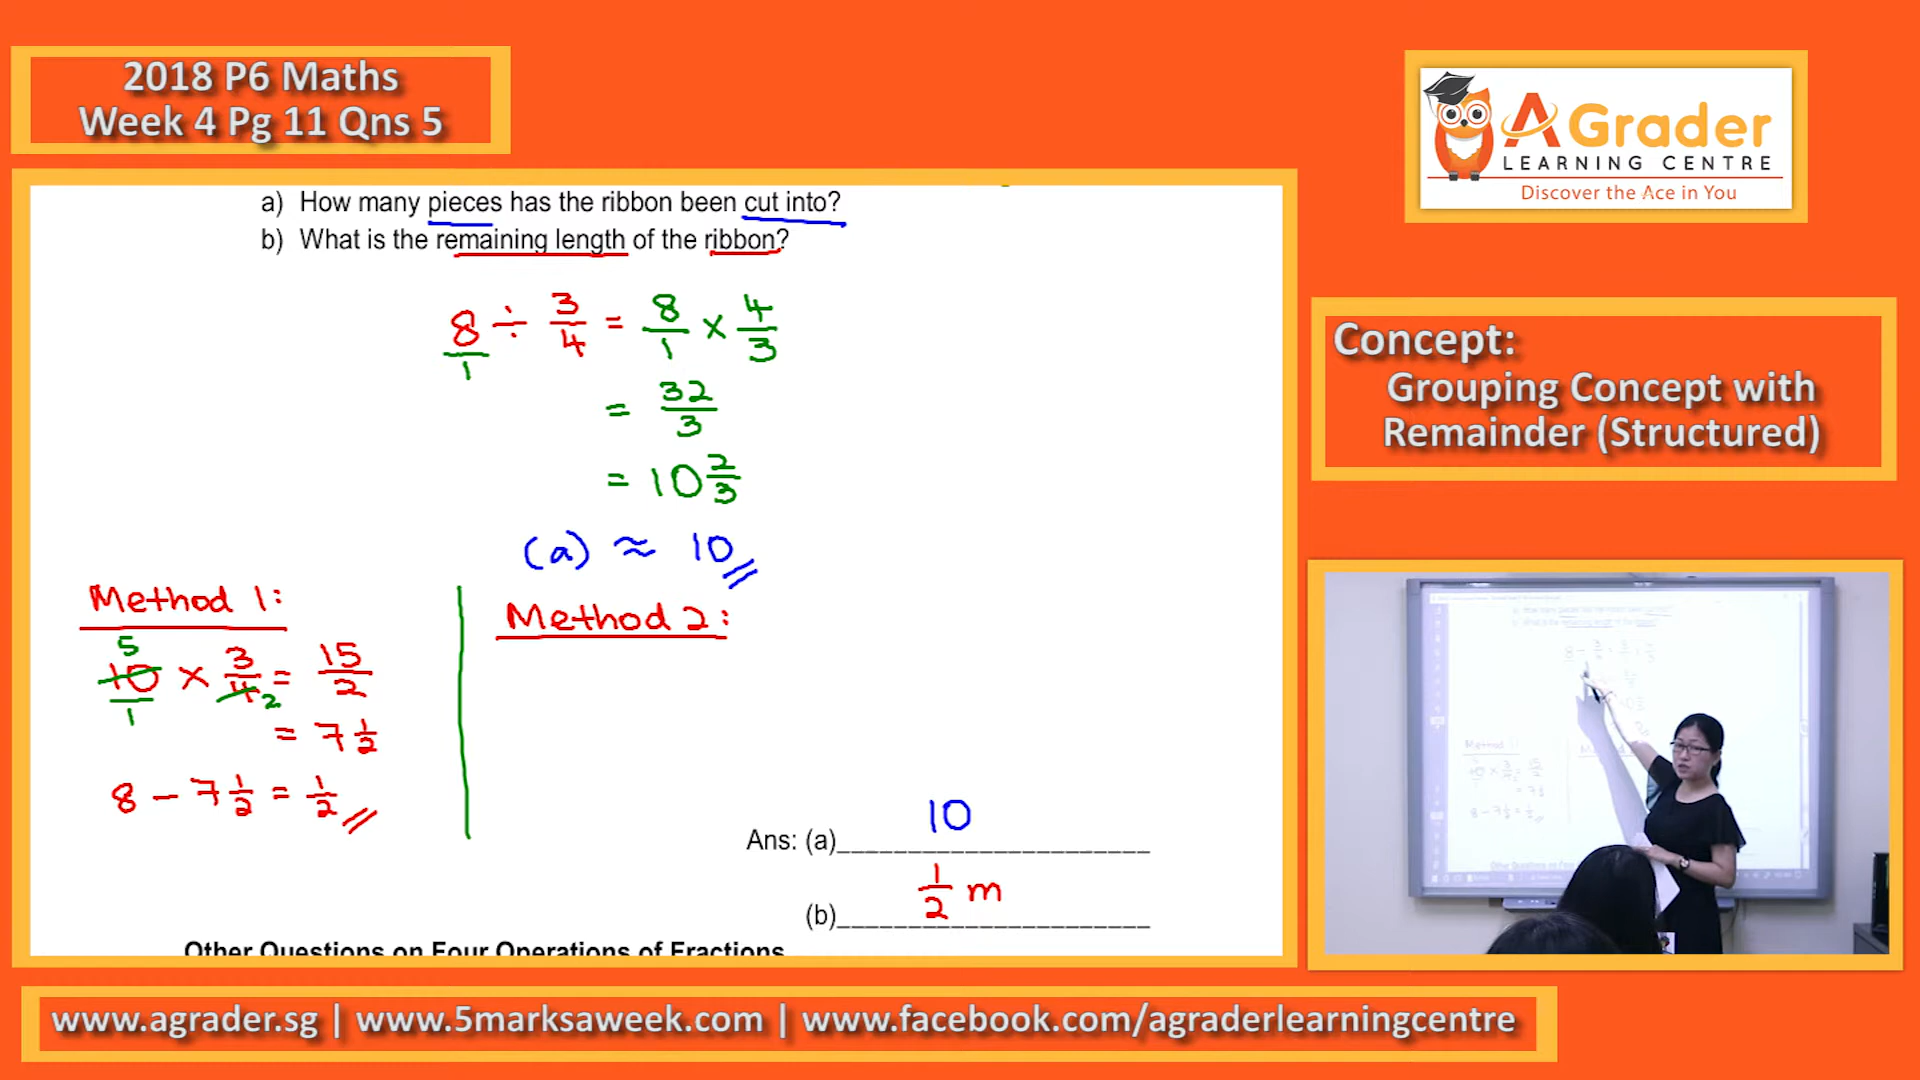 2018 P6 Maths
Week 4 Pg 11 Qns 5
A Grader
LEARNING CENTRE
Discover the Ace in You
a) How many pieces has the ribbon been cut into?
b) What is the remaining length of the ribbon?
8/1 ÷ 3/4 = 8/1 × 4/3
= 32/3
= 10 2/3
(a) ≈ 10
Method 1:
10/1 × 3/4 = 15/2
5
2
= 7 1/2
8 – 7 1/2 = 1/2
Method 2:
Ans: (a) 10
(b) 1/2 m
Other Questions on Four Operations of Fractions
Concept:
Grouping Concept with
Remainder (Structured)
www.agrader.sg | www.5marksaweek.com | www.facebook.com/agraderlearningcentre